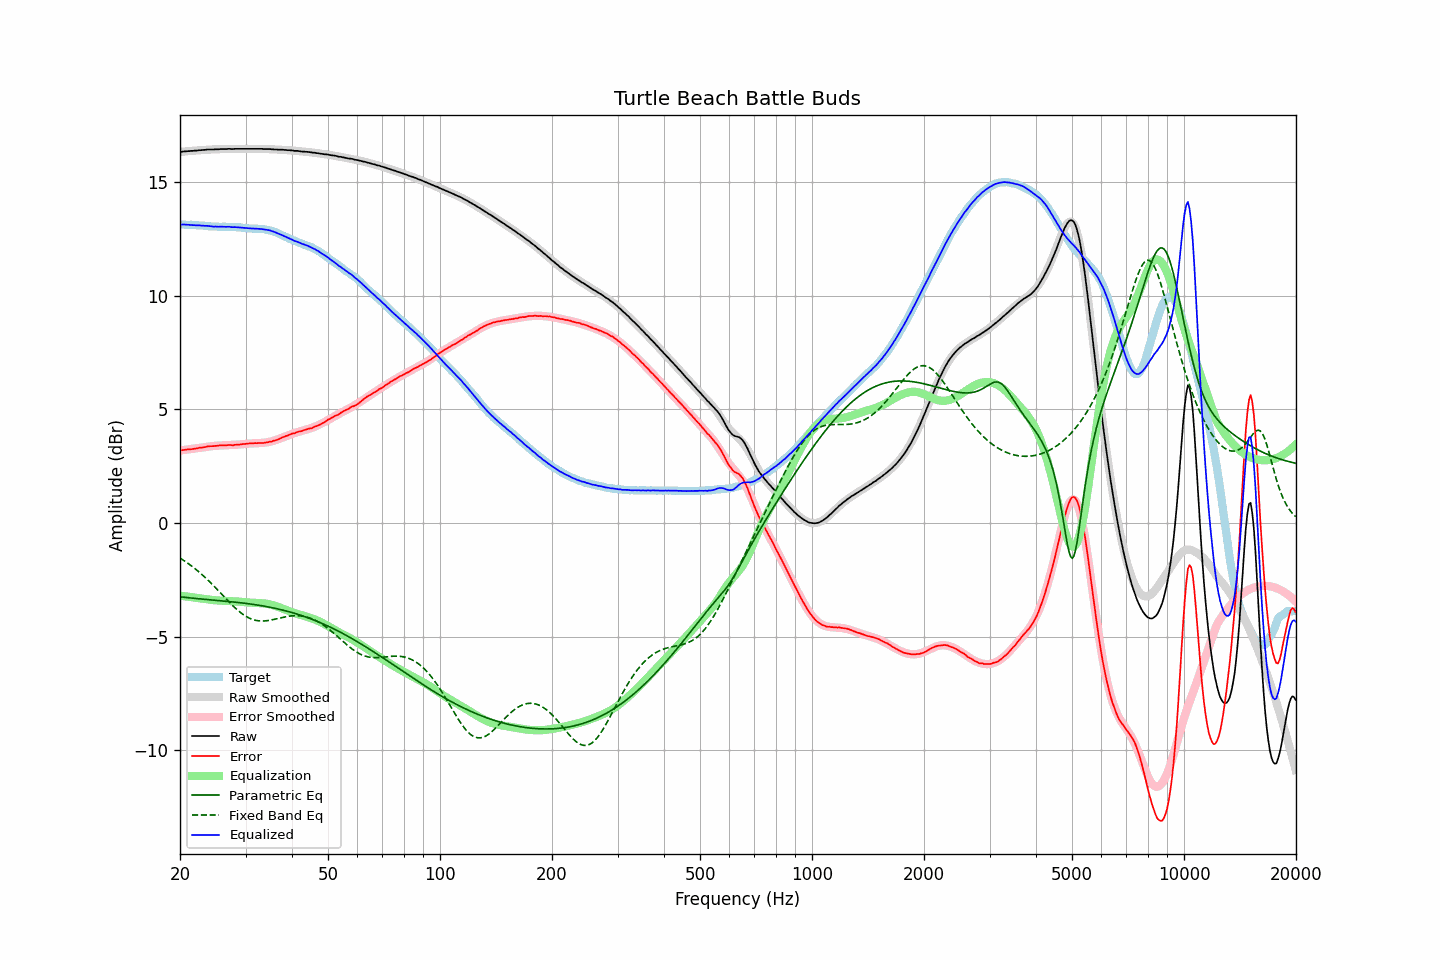 Turtle Beach Battle Buds
Amplitude (dBr)
15
10
5
0
−5
−10
Target
Raw Smoothed
Error Smoothed
Raw
Error
Equalization
Parametric Eq
Fixed Band Eq
Equalized
20 50 100 200 500 1000 2000 5000 10000 20000
Frequency (Hz)